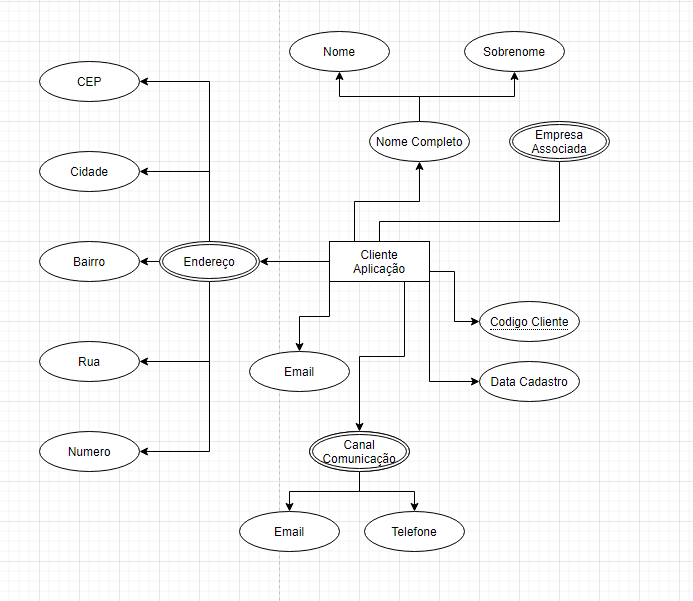 Nome
Sobrenome
CEP
Nome Completo
Empresa
Associada
Cidade
Bairro
Endereço
Cliente
Aplicação
Codigo Cliente
Rua
Email
Data Cadastro
Numero
Canal
Comunicação
Email
Telefone